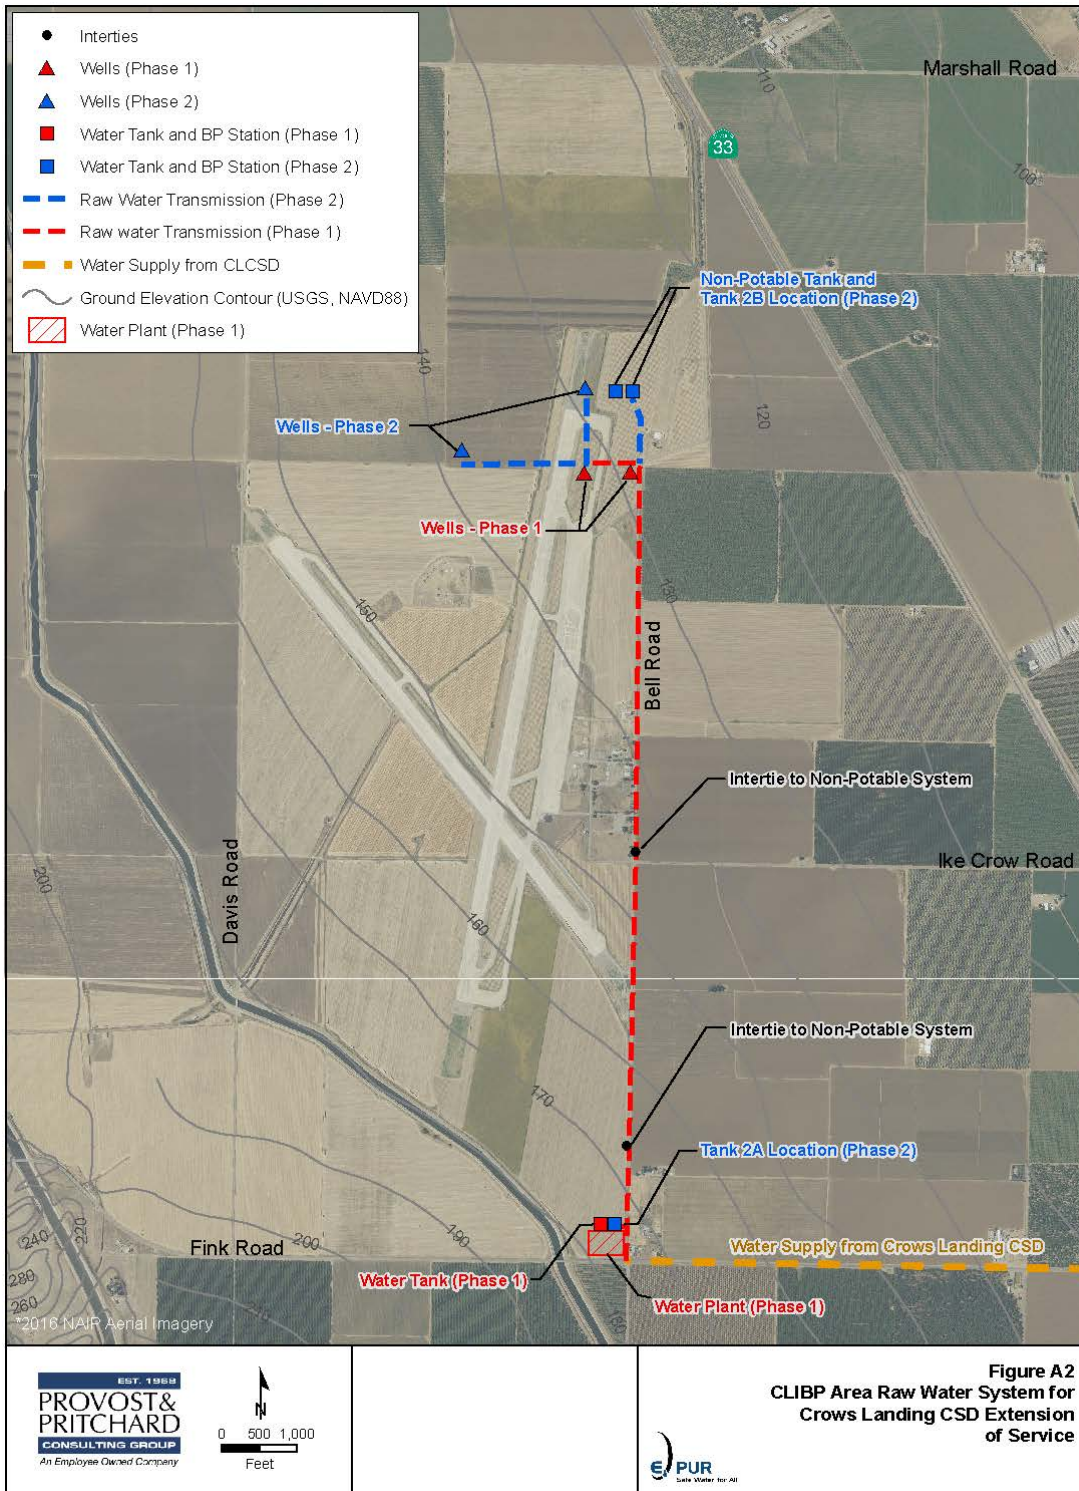 Interties
Wells (Phase 1)
Wells (Phase 2)
Water Tank and BP Station (Phase 1)
Water Tank and BP Station (Phase 2)
Raw Water Transmission (Phase 2)
Raw water Transmission (Phase 1)
Water Supply from CLCSD
Ground Elevation Contour (USGS, NAVD88)
Water Plant (Phase 1)
Marshall Road
110
33
100
Non-Potable Tank and
Tank 2B Location (Phase 2)
140
120
Wells - Phase 2
Wells - Phase 1
130
150
Bell Road
Intertie to Non-Potable System
Ike Crow Road
200
Davis Road
160
Intertie to Non-Potable System
170
Tank 2A Location (Phase 2)
220
240
200
190
Fink Road
Water Supply from Crows Landing CSD
280
260
Water Tank (Phase 1)
Water Plant (Phase 1)
180
*2016 NAIP Aerial Imagery
EST. 1968
PROVOST&
PRITCHARD
CONSULTING GROUP
An Employee Owned Company
N
0 500 1,000
Feet
PUR
Safe Water for All
Figure A2
CLIBP Area Raw Water System for
Crows Landing CSD Extension
of Service